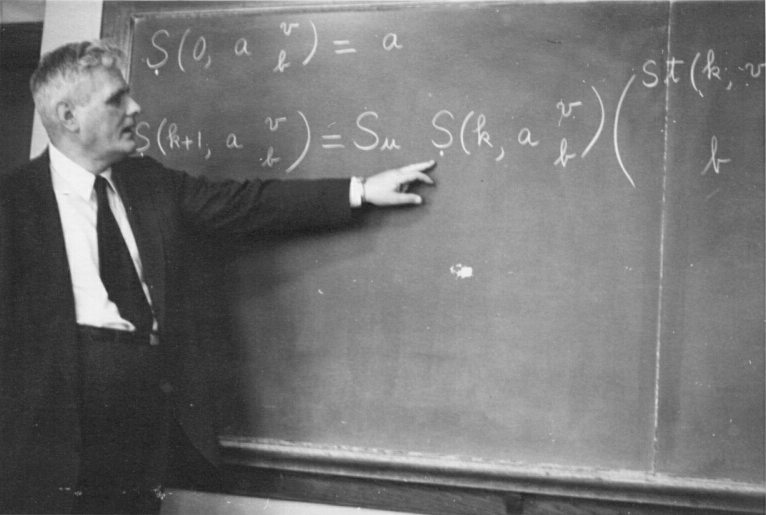 Ṣ(0, a v b) = a
Ṣ(k+1, a v b) = Su Ṣ(k, a v b) ( St(k; v
b